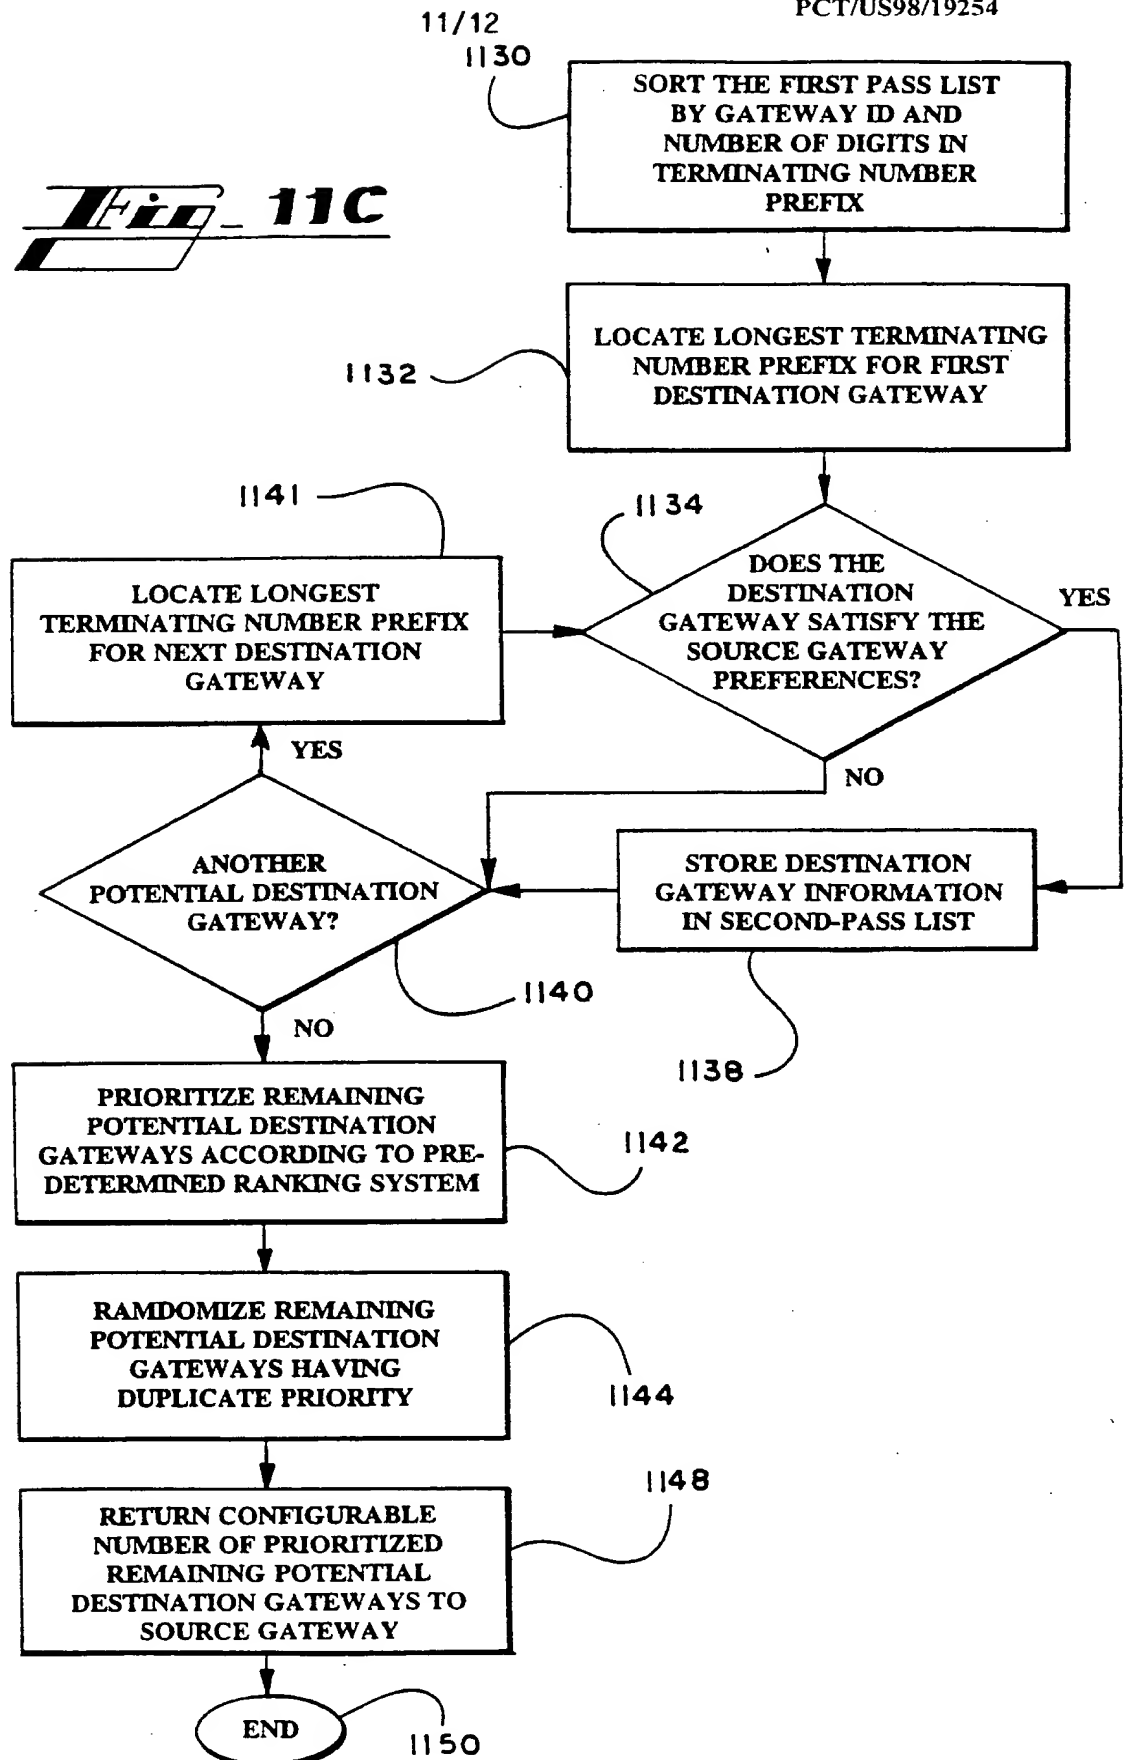 PCT/US98/19254
11/12
Fig_ 11C
1130
SORT THE FIRST PASS LIST
BY GATEWAY ID AND
NUMBER OF DIGITS IN
TERMINATING NUMBER
PREFIX
1132
LOCATE LONGEST TERMINATING
NUMBER PREFIX FOR FIRST
DESTINATION GATEWAY
1141
LOCATE LONGEST
TERMINATING NUMBER PREFIX
FOR NEXT DESTINATION
GATEWAY
1134
DOES THE
DESTINATION
GATEWAY SATISFY THE
SOURCE GATEWAY
PREFERENCES?
YES
NO
YES
ANOTHER
POTENTIAL DESTINATION
GATEWAY?
1140
STORE DESTINATION
GATEWAY INFORMATION
IN SECOND-PASS LIST
1138
NO
PRIORITIZE REMAINING
POTENTIAL DESTINATION
GATEWAYS ACCORDING TO PRE-
DETERMINED RANKING SYSTEM
1142
RAMDOMIZE REMAINING
POTENTIAL DESTINATION
GATEWAYS HAVING
DUPLICATE PRIORITY
1144
RETURN CONFIGURABLE
NUMBER OF PRIORITIZED
REMAINING POTENTIAL
DESTINATION GATEWAYS TO
SOURCE GATEWAY
1148
END
1150